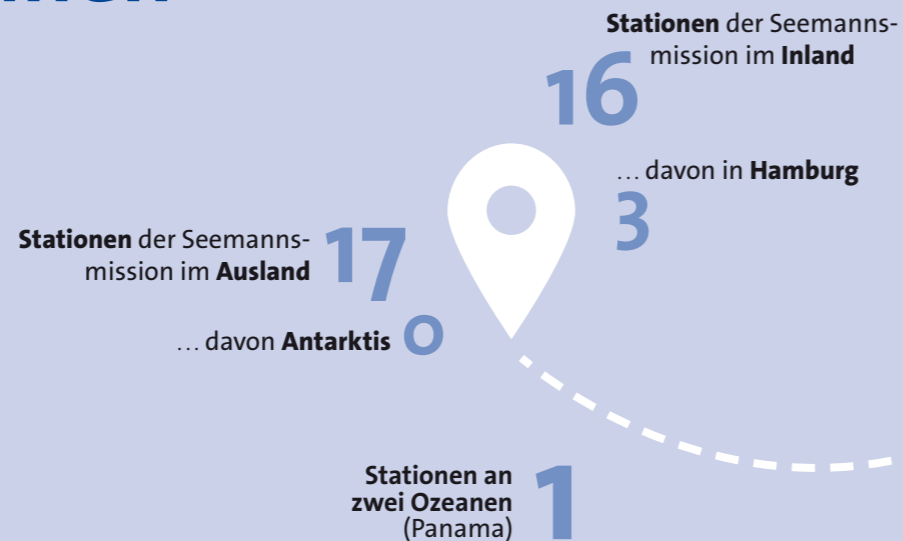 Stationen der Seemanns-
mission im Inland
16
... davon in Hamburg
3
Stationen der Seemanns-
mission im Ausland
17
... davon Antarktis 0
Stationen an
zwei Ozeanen
(Panama)
1